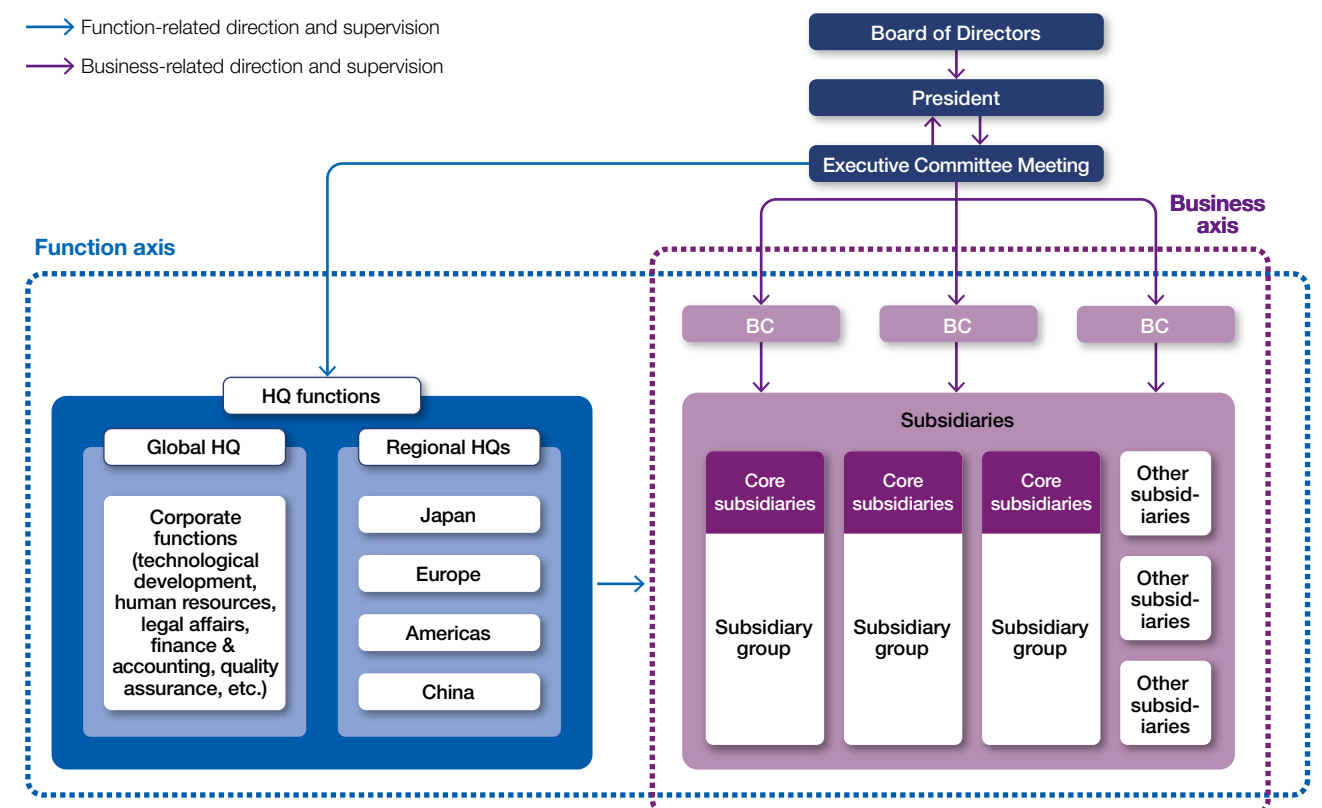 Function-related direction and supervision
Business-related direction and supervision
Board of Directors
President
Executive Committee Meeting
Business
axis
Function axis
BC
BC
BC
HQ functions
Global HQ
Corporate
functions
(technological
development,
human resources,
legal affairs,
finance &
accounting, quality
assurance, etc.)
Regional HQs
Japan
Europe
Americas
China
Subsidiaries
Core
subsidiaries
Subsidiary
group
Core
subsidiaries
Subsidiary
group
Core
subsidiaries
Subsidiary
group
Other
subsid-
iaries
Other
subsid-
iaries
Other
subsid-
iaries